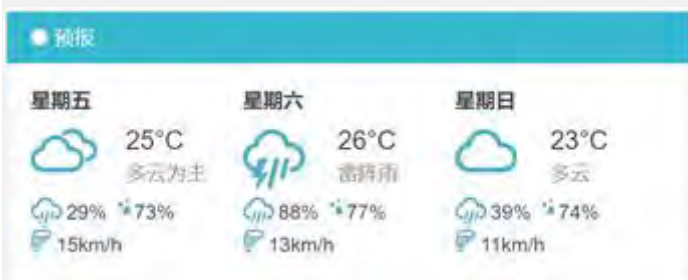 预报
星期五 星期六 星期日
25°C 26°C 23°C
多云为主 雷阵雨 多云
29% 73% 88% 77% 39% 74%
15km/h 13km/h 11km/h